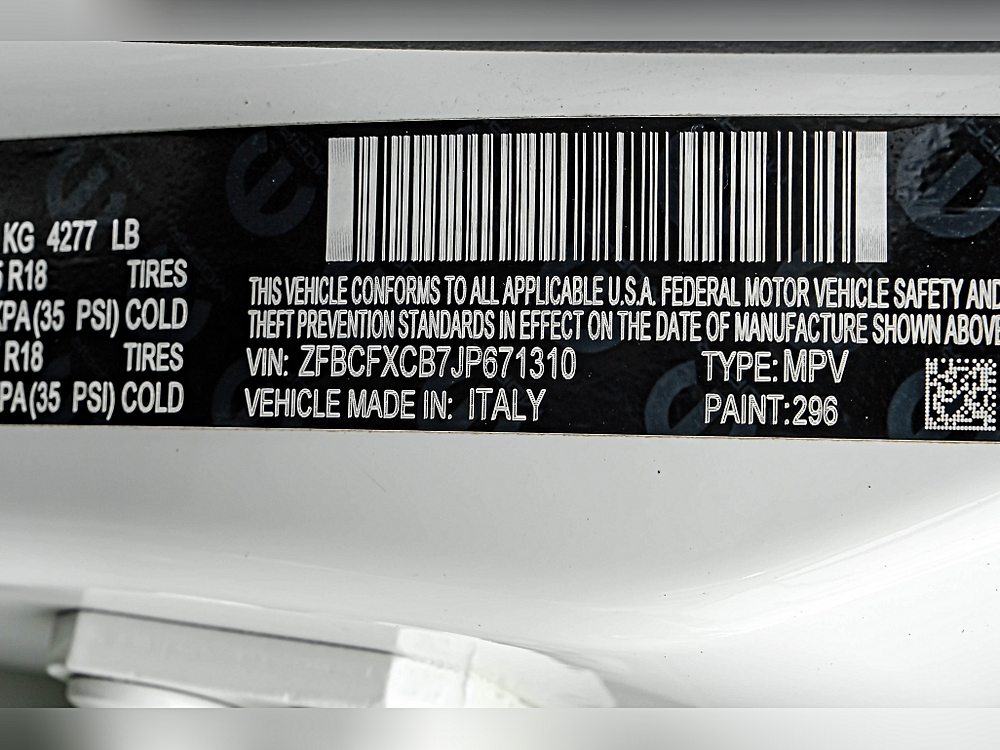 KG 4277 LB
R18 TIRES
KPA(35 PSI) COLD
R18 TIRES
PA(35 PSI) COLD
THIS VEHICLE CONFORMS TO ALL APPLICABLE U.S.A. FEDERAL MOTOR VEHICLE SAFETY AND
THEFT PREVENTION STANDARDS IN EFFECT ON THE DATE OF MANUFACTURE SHOWN ABOVE
VIN: ZFBCFXCB7JP671310 TYPE: MPV
VEHICLE MADE IN: ITALY PAINT: 296